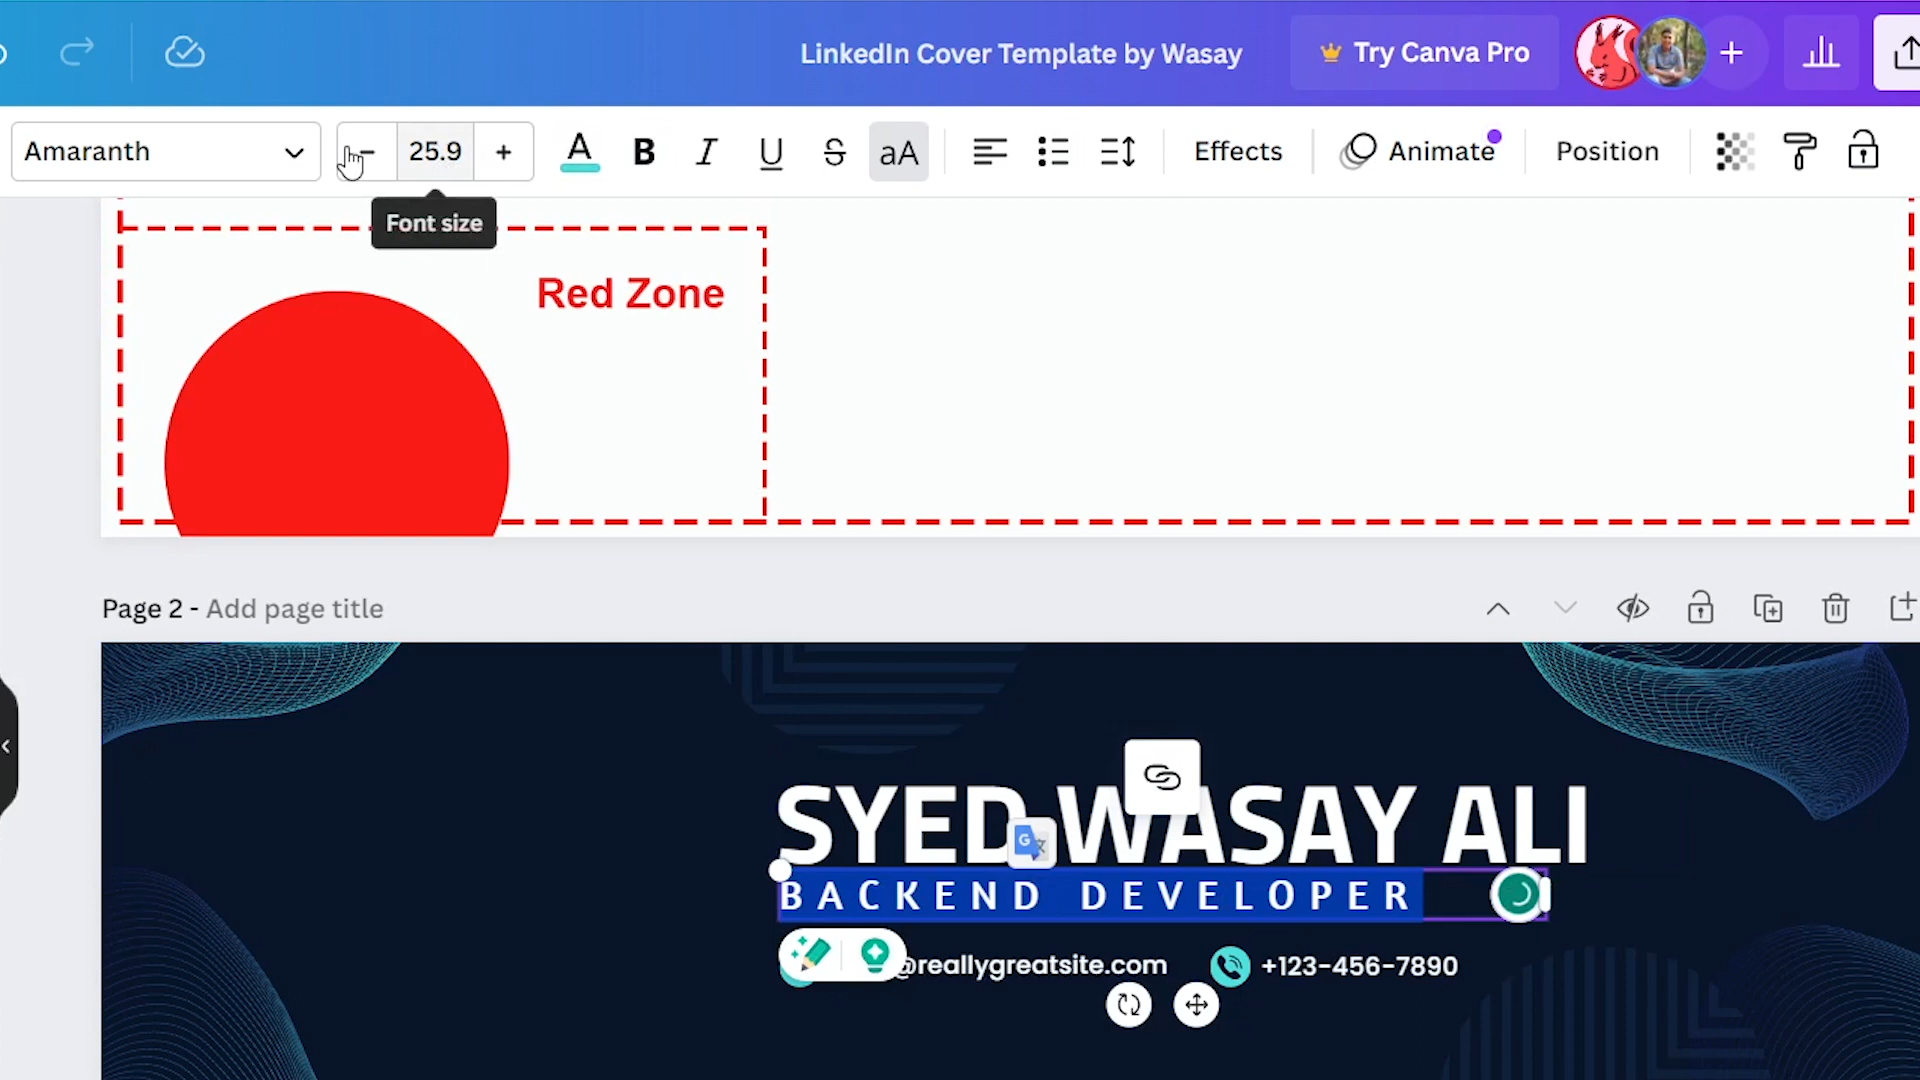 LinkedIn Cover Template by Wasay
Try Canva Pro
Amaranth
25.9
A
B
I
U
S
aA
Effects
Animate
Position
Font size
Red Zone
Page 2 - Add page title
SYED WASAY ALI
BACKEND DEVELOPER
@reallygreatsite.com
+123-456-7890